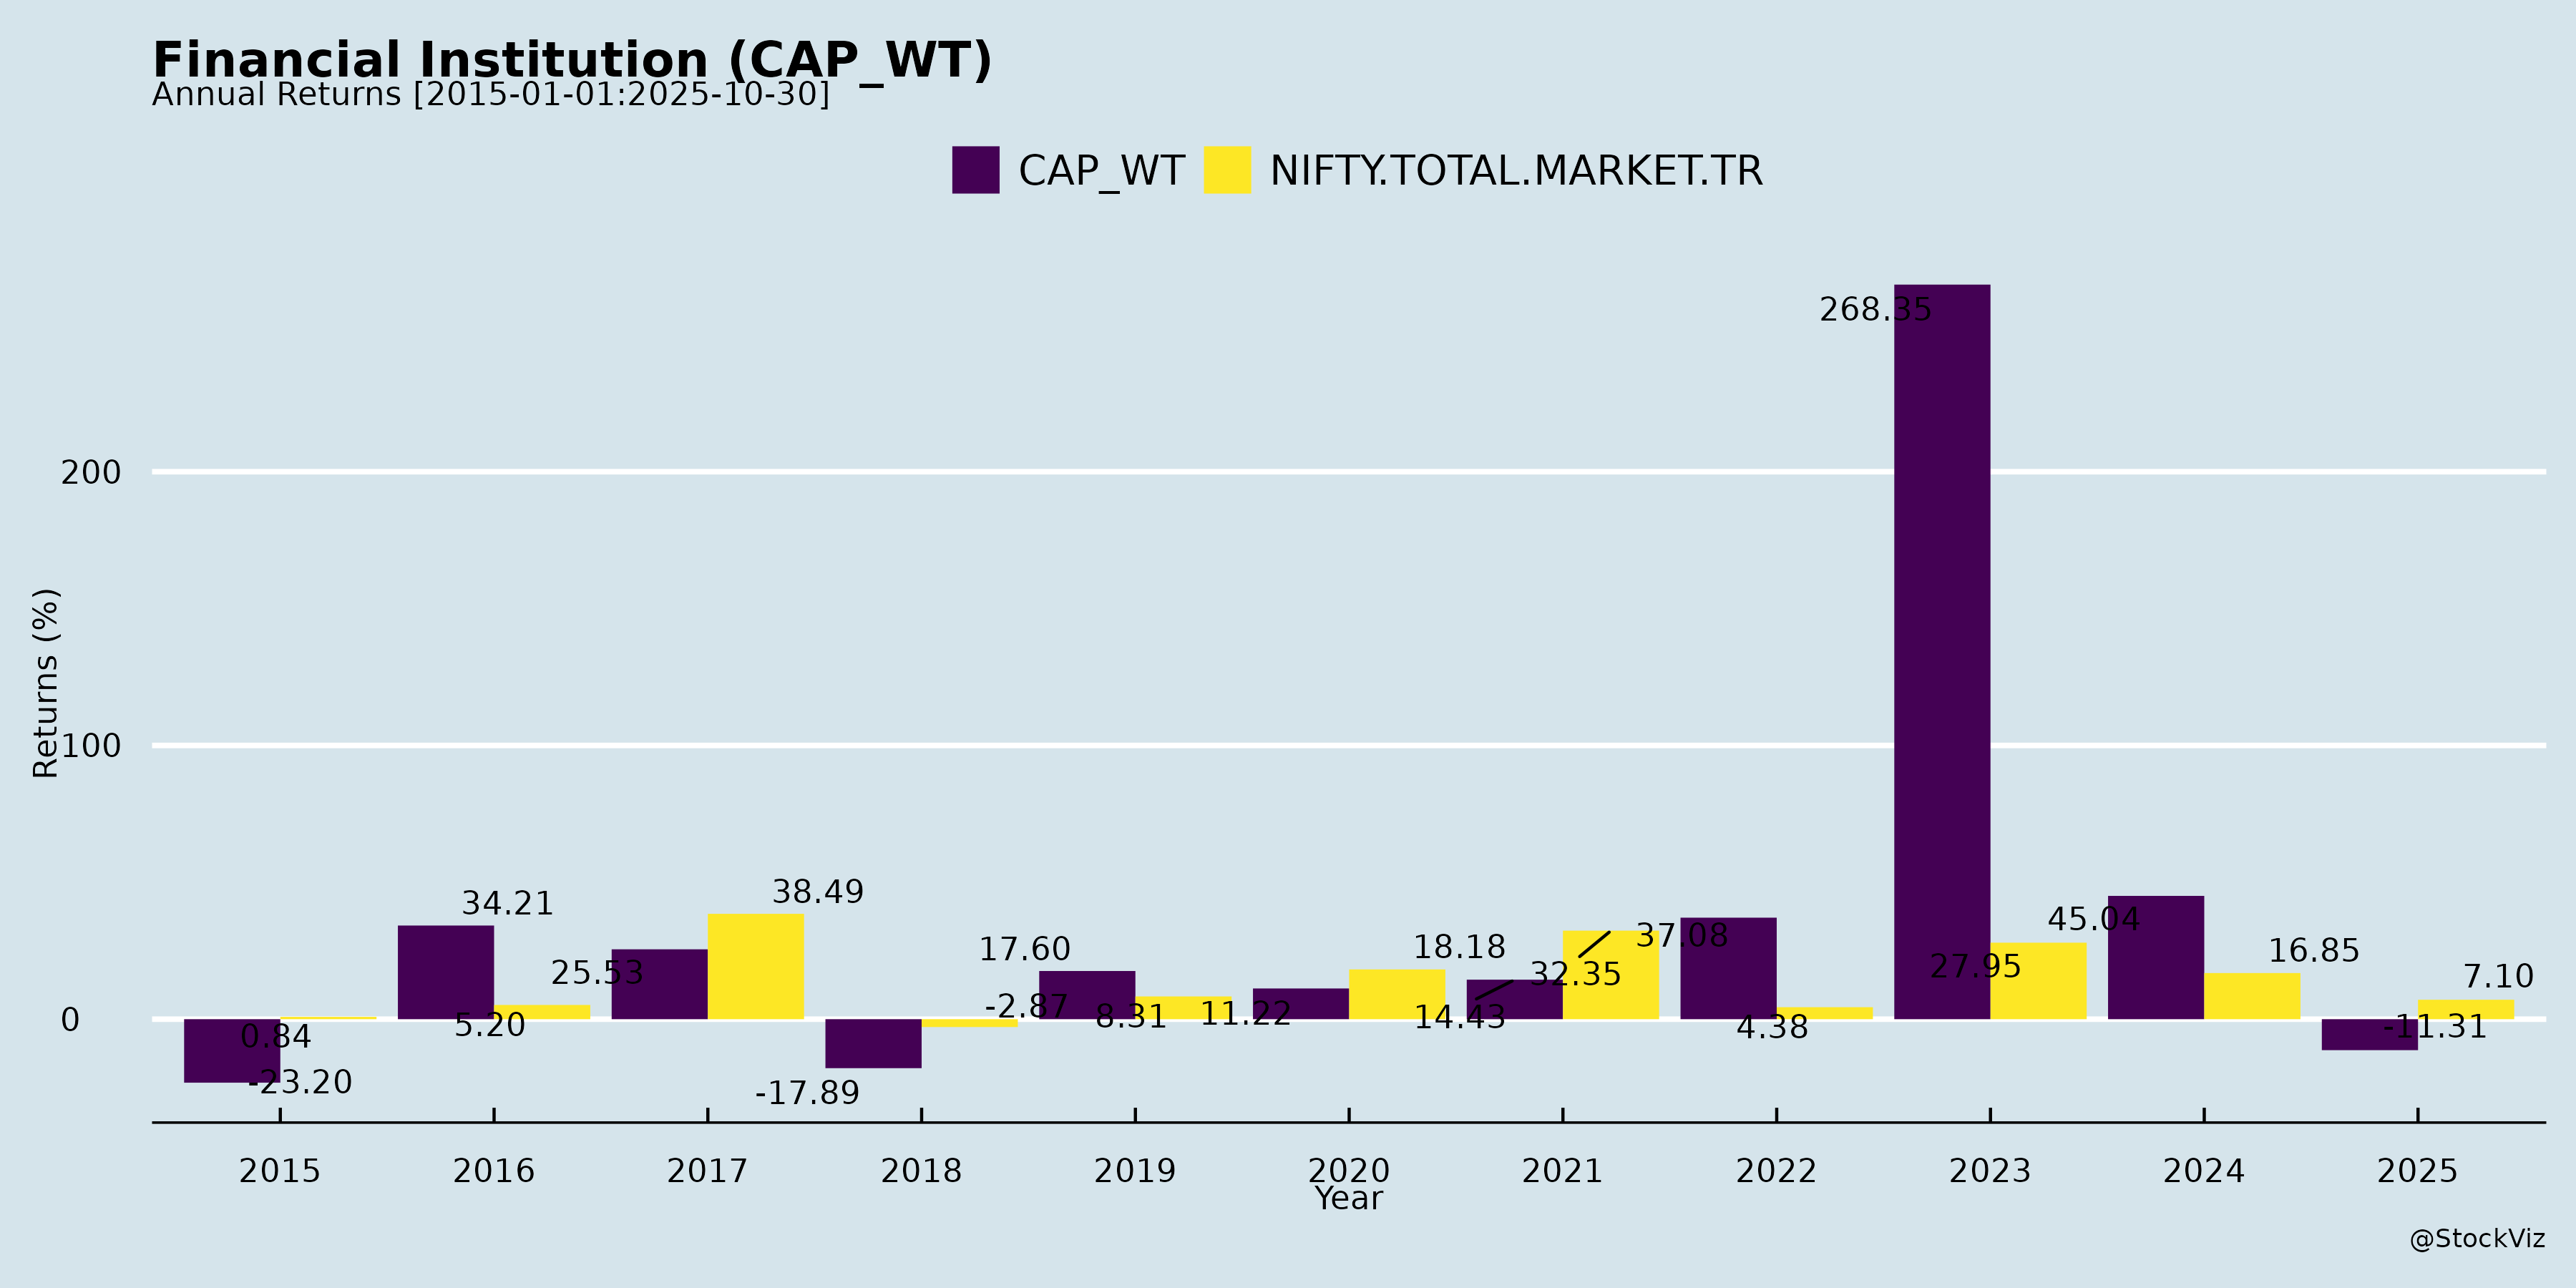 Financial Institution (CAP_WT)
Annual Returns [2015-01-01:2025-10-30]
CAP_WT NIFTY.TOTAL.MARKET.TR
268.35
200
Returns (%)
100
34.21 38.49
25.53 17.60 18.18 37.08 45.04 16.85
32.35 27.95 7.10
0 0.84 5.20 -2.87 8.31 11.22 14.43 4.38 -11.31
-23.20 -17.89
2015 2016 2017 2018 2019 2020 2021 2022 2023 2024 2025
Year
@StockViz